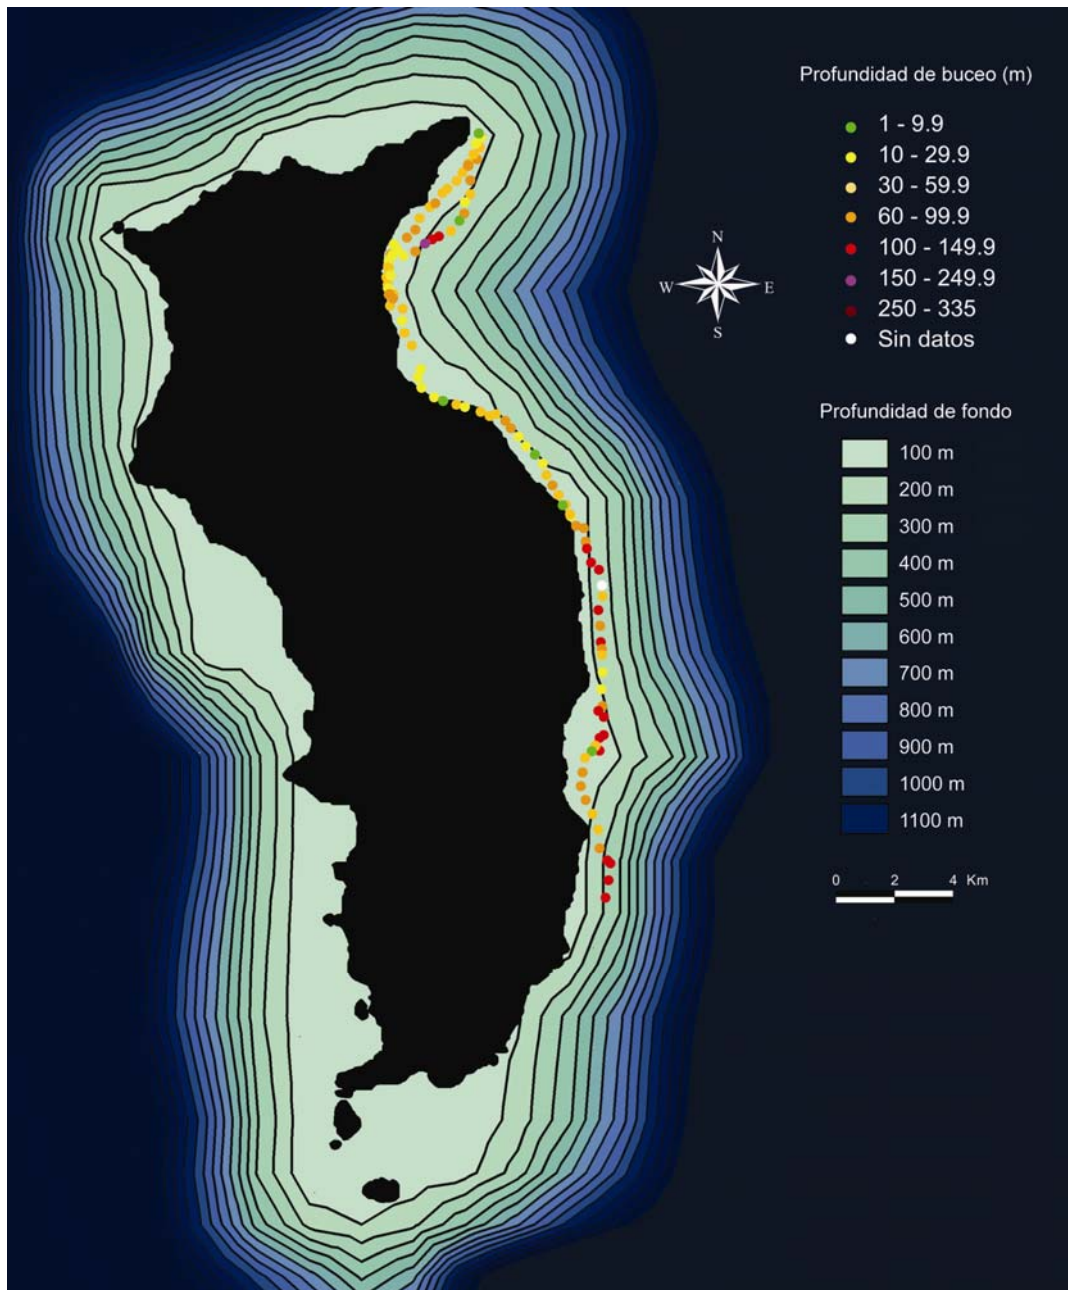 Profundidad de buceo (m)
1 - 9.9
10 - 29.9
30 - 59.9
60 - 99.9
100 - 149.9
150 - 249.9
250 - 335
Sin datos
N
W E
S
Profundidad de fondo
100 m
200 m
300 m
400 m
500 m
600 m
700 m
800 m
900 m
1000 m
1100 m
0 2 4 Km